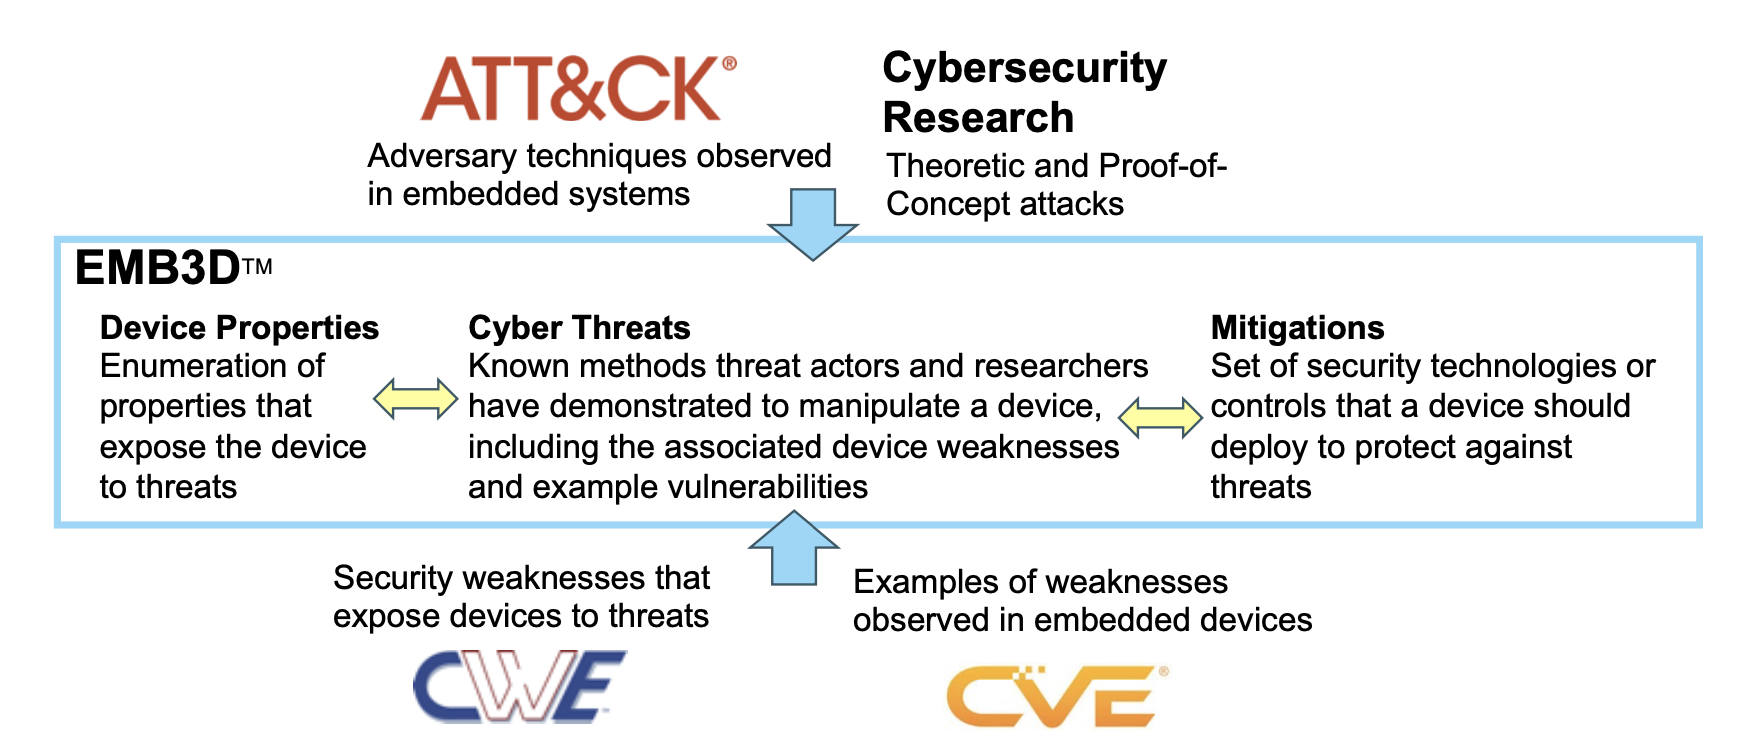 ATT&CK®
Adversary techniques observed
in embedded systems
Cybersecurity
Research
Theoretic and Proof-of-
Concept attacks
EMB3D™
Device Properties
Enumeration of
properties that
expose the device
to threats
Cyber Threats
Known methods threat actors and researchers
have demonstrated to manipulate a device,
including the associated device weaknesses
and example vulnerabilities
Mitigations
Set of security technologies or
controls that a device should
deploy to protect against
threats
Security weaknesses that
expose devices to threats
CWE™
Examples of weaknesses
observed in embedded devices
CVE®